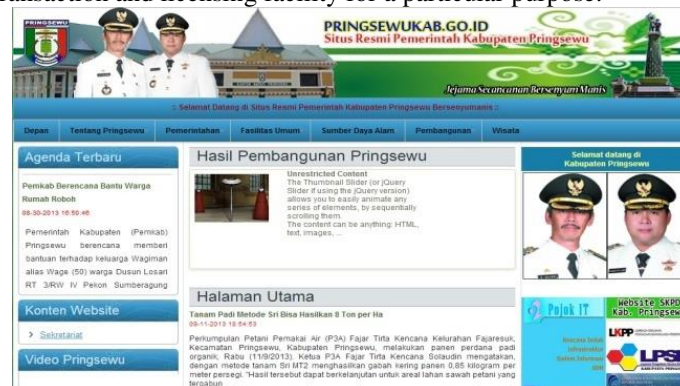 ransaction and licensing facility for a particular purpose.
PRINGSEWUKAB.GO.ID
Situs Resmi Pemerintah Kabupaten Pringsewu
Jejama Secancanan Bersenyum Manis
:: Selamat Datang di Situs Resmi Pemerintah Kabupaten Pringsewu Bersenyumanis ::
Depan Tentang Pringsewu Pemerintahan Fasilitas Umum Sumber Daya Alam Pembangunan Wisata
Agenda Terbaru
Pemkab Berencana Bantu Warga
Rumah Roboh
08-30-2013 16:50:46
Pemerintah Kabupaten (Pemkab)
Pringsewu berencana memberi
bantuan terhadap keluarga Wagiman
alias Wage (50) warga Dusun Losari
RT 3/RW IV Pekon Sumberagung
Konten Website
> Sekretariat
Video Pringsewu
Hasil Pembangunan Pringsewu
Unrestricted Content
The Thumbnail Slider (or jQuery
Slider if using the jQuery version)
allows you to easily animate any
series of elements, by sequentially
scrolling them.
The content can be anything: HTML,
text, images, ...
Halaman Utama
Tanam Padi Metode Sri Bisa Hasilkan 8 Ton per Ha
09-11-2013 18:54:53
Perkumpulan Petani Pemakai Air (P3A) Fajar Tirta Kencana Kelurahan Fajaresuk,
Kecamatan Pringsewu, Kabupaten Pringsewu, melakukan panen perdana padi
organik, Rabu (11/9/2013). Ketua P3A Fajar Tirta Kencana Solaudin mengatakan,
dengan metode tanam Sri MT2 menghasilkan gabah kering panen 0,85 kilogram per
meter persegi. "Hasil tersebut dapat berkelanjutan untuk areal lahan sawah petani yang
tergabung
Selamat datang di
Kabupaten Pringsewu
Pojok IT
Website SKPD
Kab. Pringsewu
LKPP
LPSE